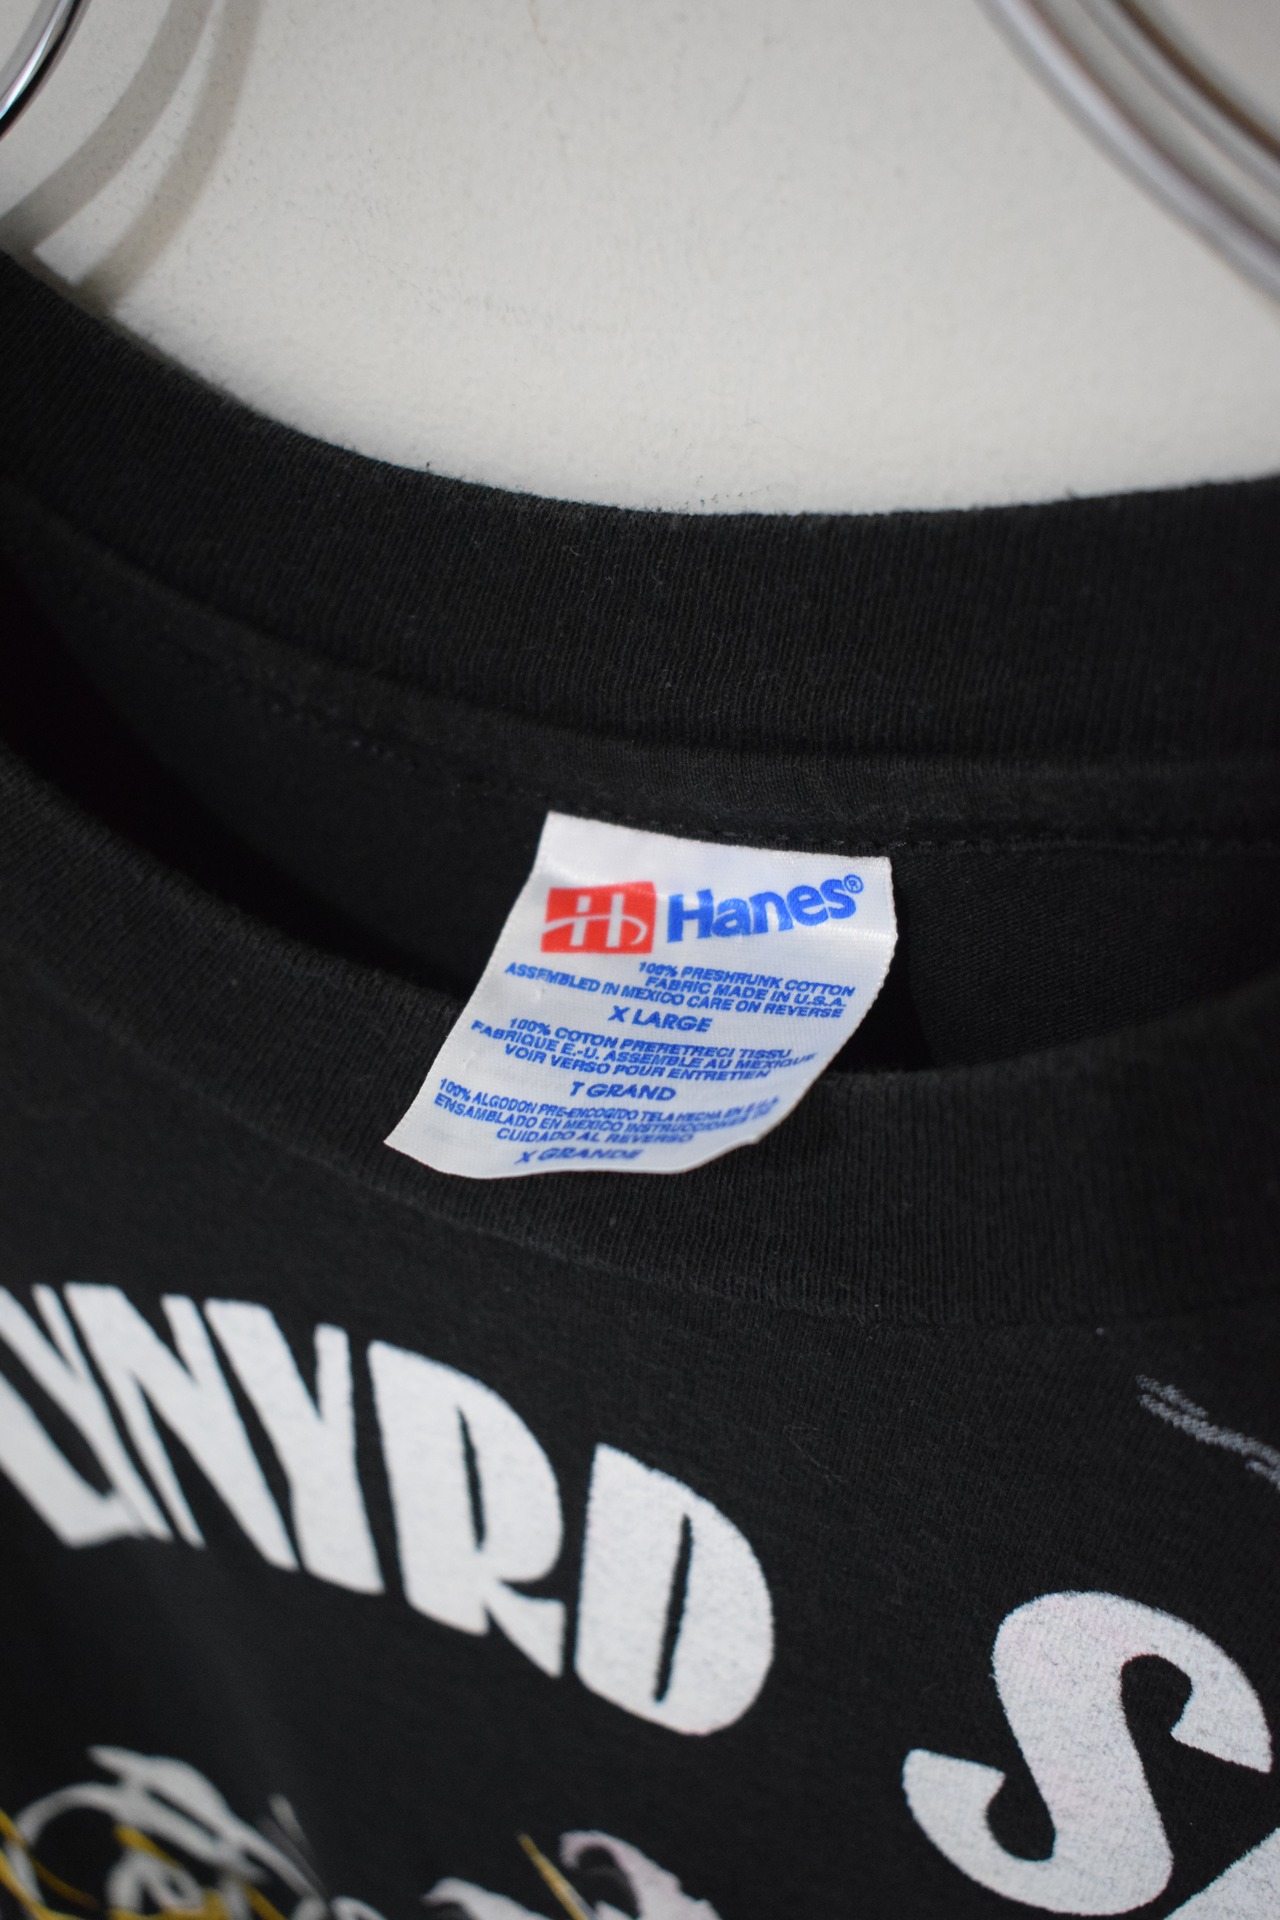 Hanes®
100% PRESHRUNK COTTON
FABRIC MADE IN U.S.A.
ASSEMBLED IN MEXICO CARE ON REVERSE
X LARGE
100% COTON PRERETRECI TISSU
FABRIQUE E.-U. ASSEMBLE AU MEXIQUE
VOIR VERSO POUR ENTRETIEN
T GRAND
100% ALGODON PRE-ENCOGIDO TELA HECHA EN E.U.A.
ENSAMBLADO EN MEXICO INSTRUCCIONES DE
CUIDADO AL REVERSO
X GRANDE
LYNYRD
S